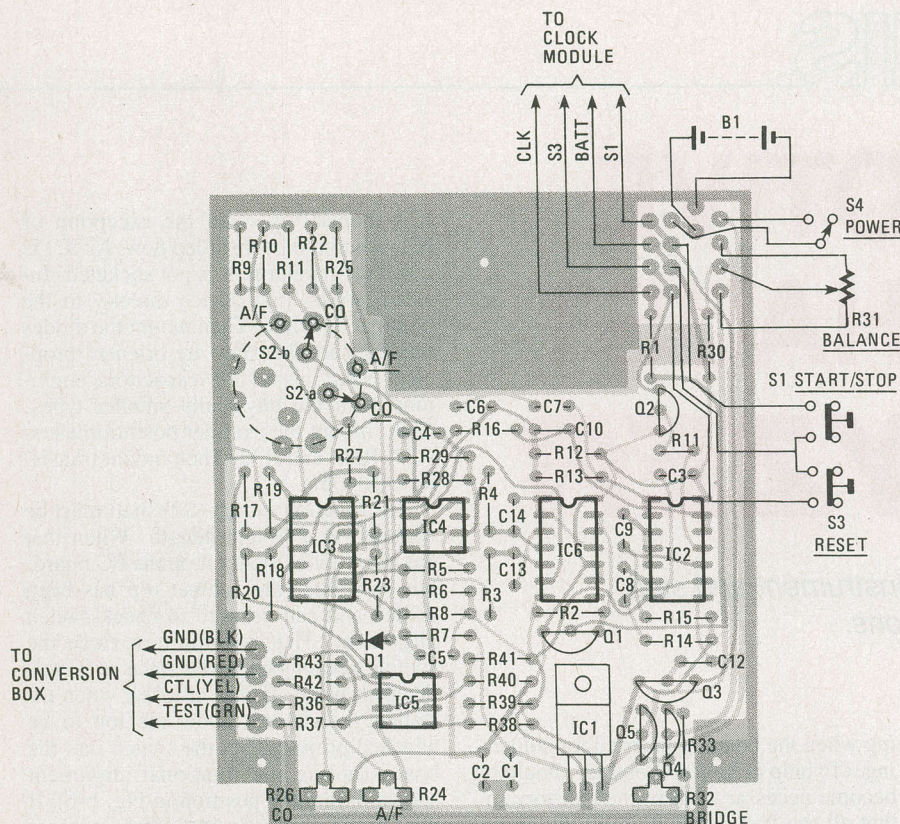 TO
CLOCK
MODULE
CLK
S3
BATT
S1
B1
S4
POWER
R31
BALANCE
S1 START/STOP
S3
RESET
R9
R10
R11
R22
R25
A/F
CO
S2-b
A/F
S2-a
CO
R1
R30
Q2
R11
C3
C6
C7
C4
R16
C10
R27
R29
R12
R28
R13
R17
R19
R21
R4
C14
C9
IC3
IC4
IC6
IC2
R20
R18
R23
R5
C13
R6
R3
C8
R8
R2
R15
R7
Q1
R14
D1
C5
R41
C12
TO
CONVERSION
BOX
GND(BLK)
GND(RED)
CTL(YEL)
TEST(GRN)
R43
R42
R36
R37
IC5
R40
R39
R38
IC1
Q3
Q5
R33
Q4
C2
C1
R26
CO
R24
A/F
R32
BRIDGE